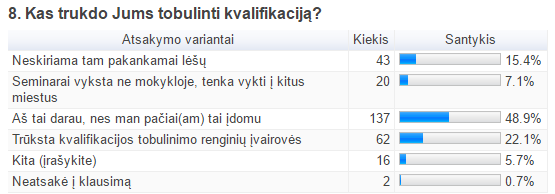 8. Kas trukdo Jums tobulinti kvalifikaciją?
Atsakymo variantai Kiekis Santykis
Neskiriama tam pakankamai lėšų 43 15.4%
Seminarai vyksta ne mokykloje, tenka vykti į kitus 20 7.1%
miestus
Aš tai darau, nes man pačiai(am) tai įdomu 137 48.9%
Trūksta kvalifikacijos tobulinimo renginių įvairovės 62 22.1%
Kita (įrašykite) 16 5.7%
Neatsakė į klausimą 2 0.7%